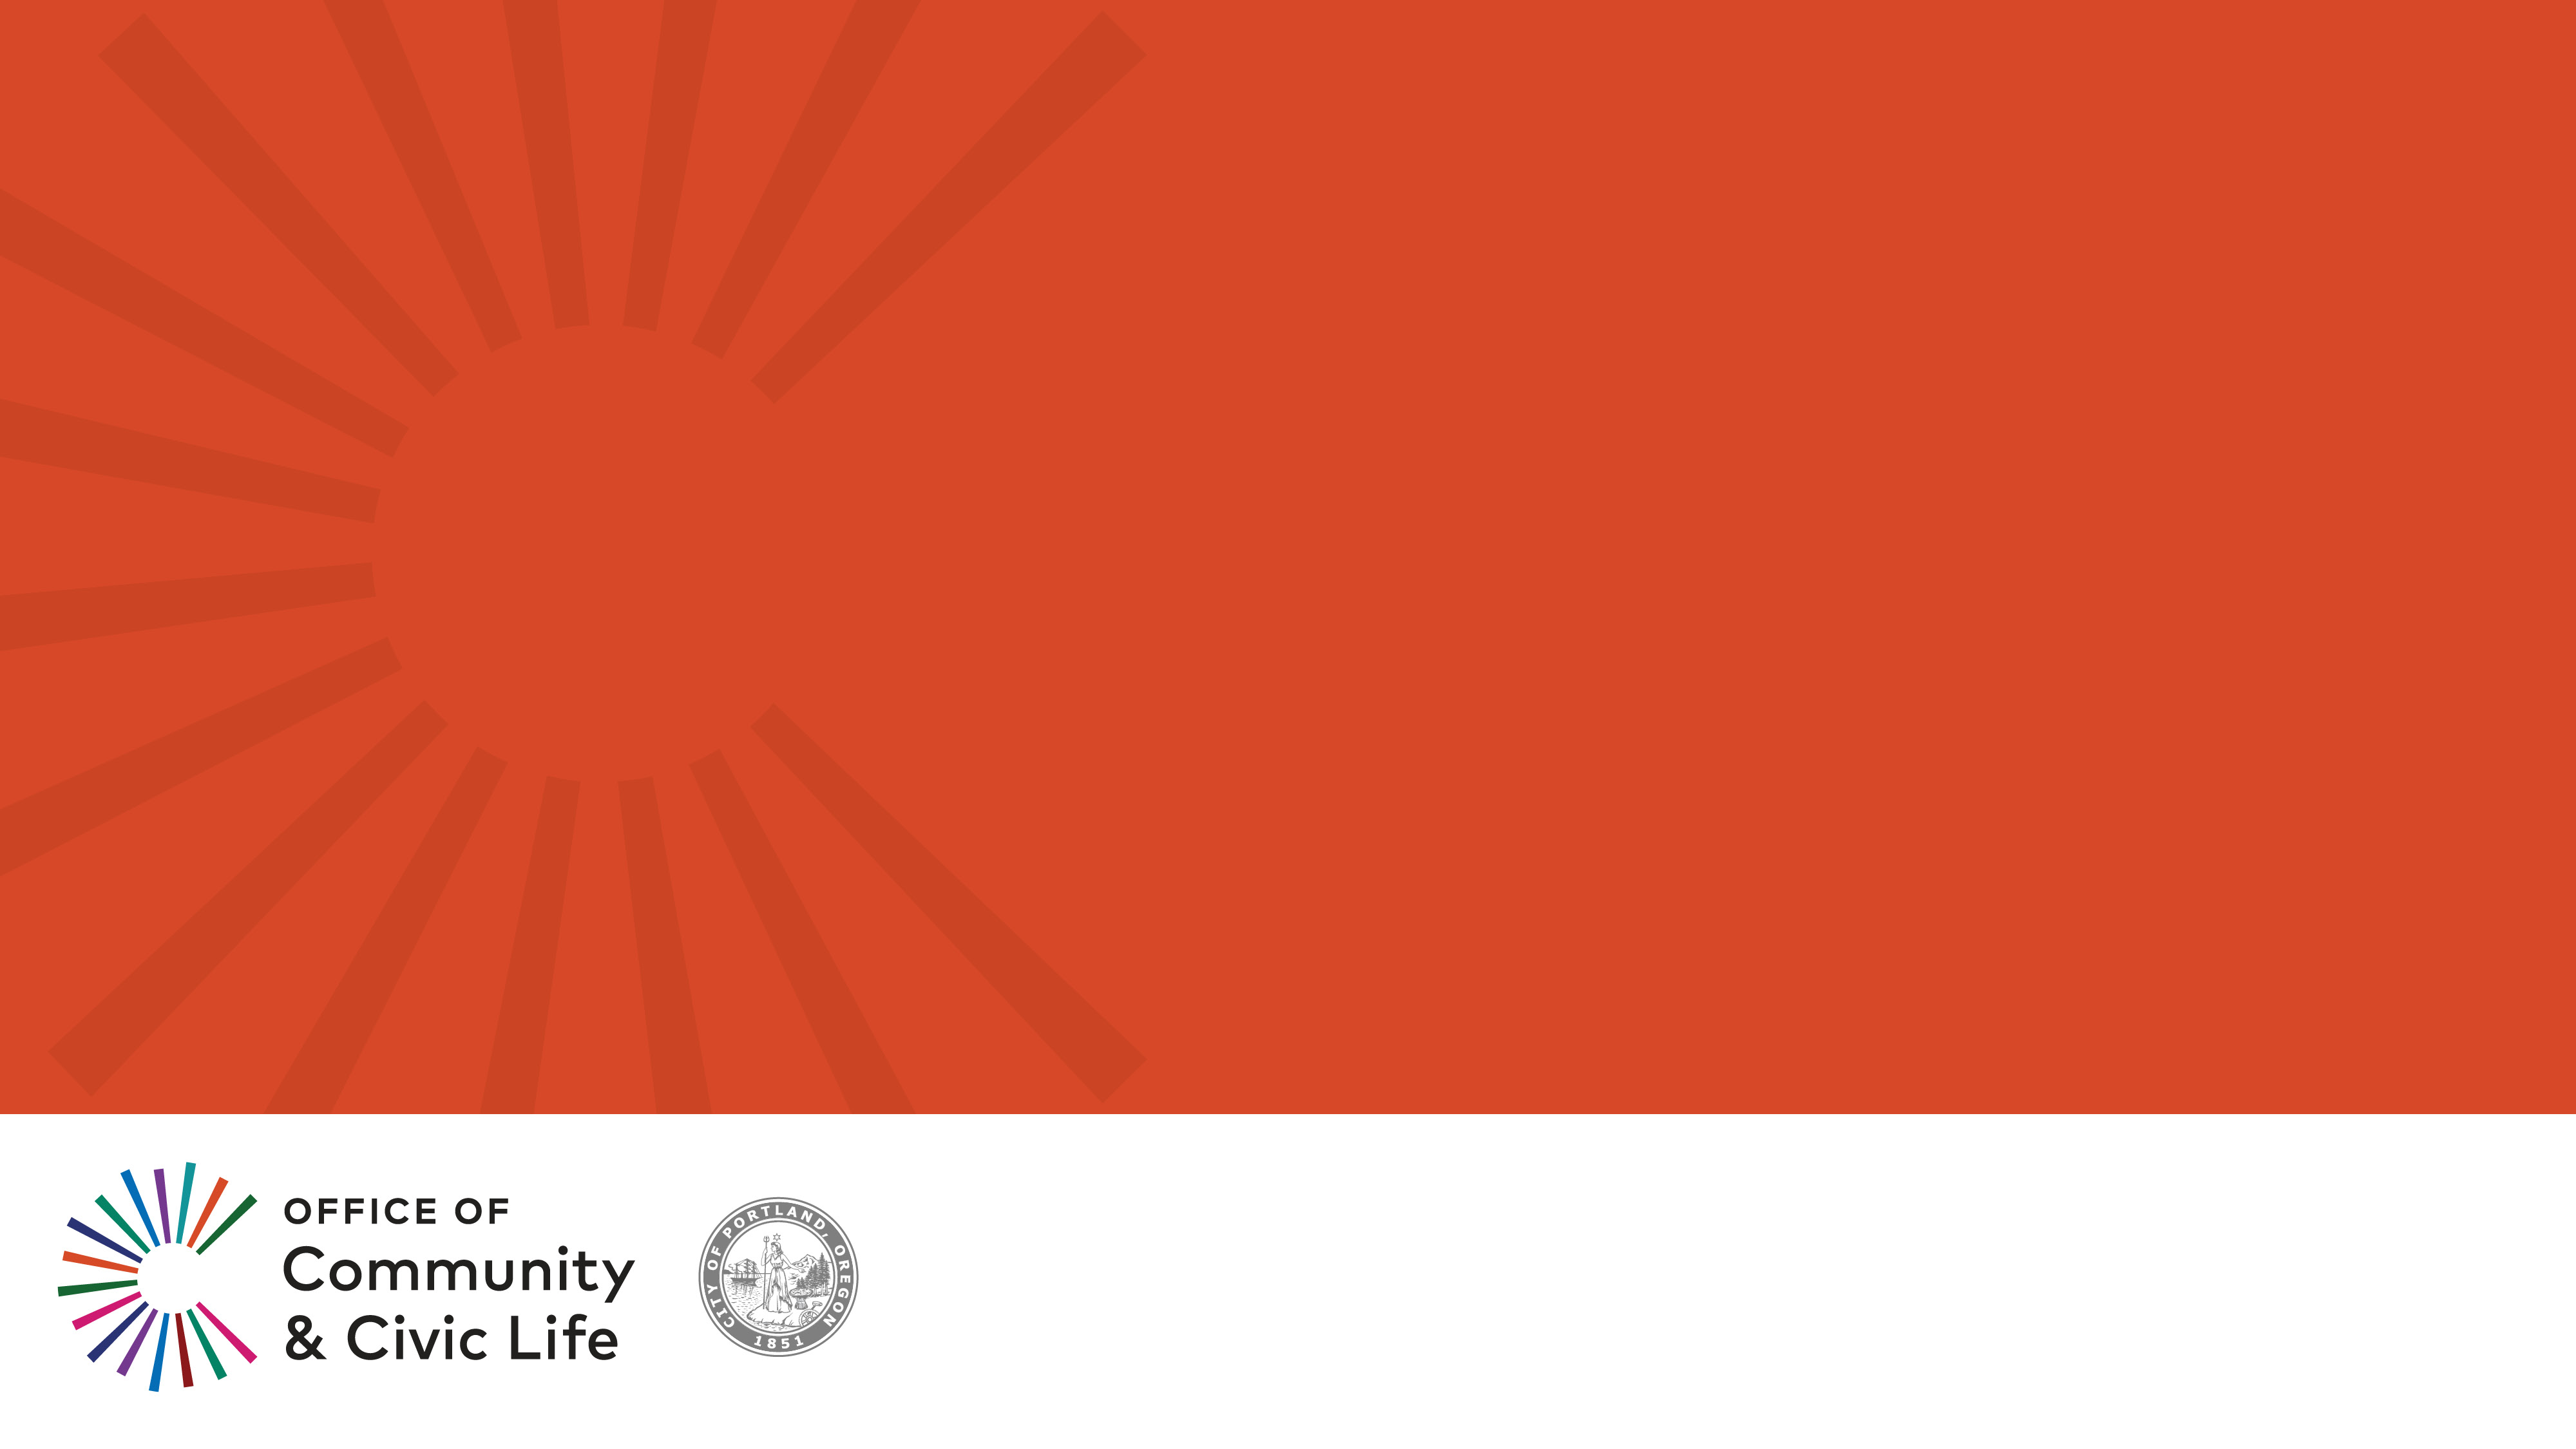 OFFICE OF
Community
& Civic Life
CITY OF PORTLAND, OREGON
1851